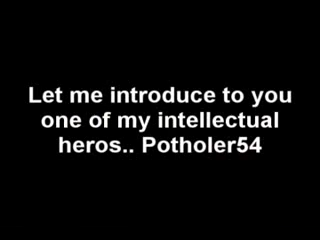 Let me introduce to you
one of my intellectual
heros.. Potholer54